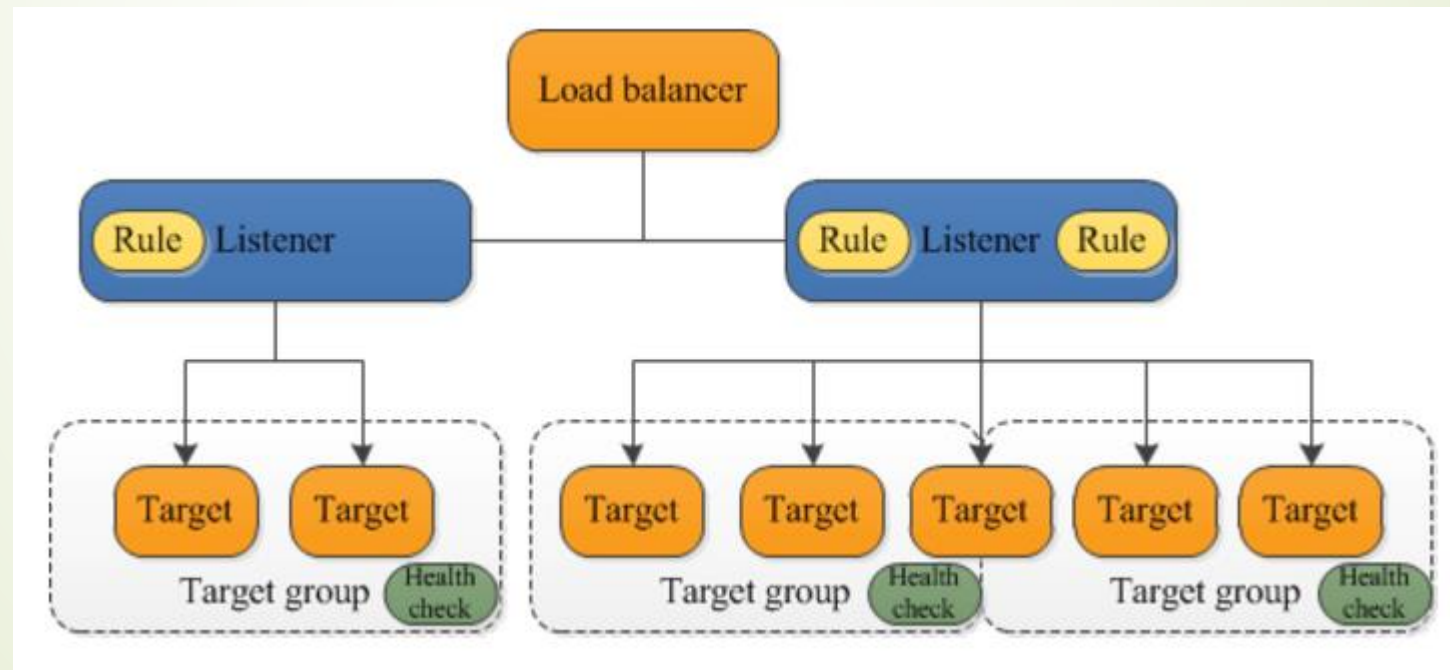 Load balancer
Rule Listener
Rule Listener Rule
Target Target
Target Target Target Target Target
Target group Health
check
Target group Health
check
Target group Health
check